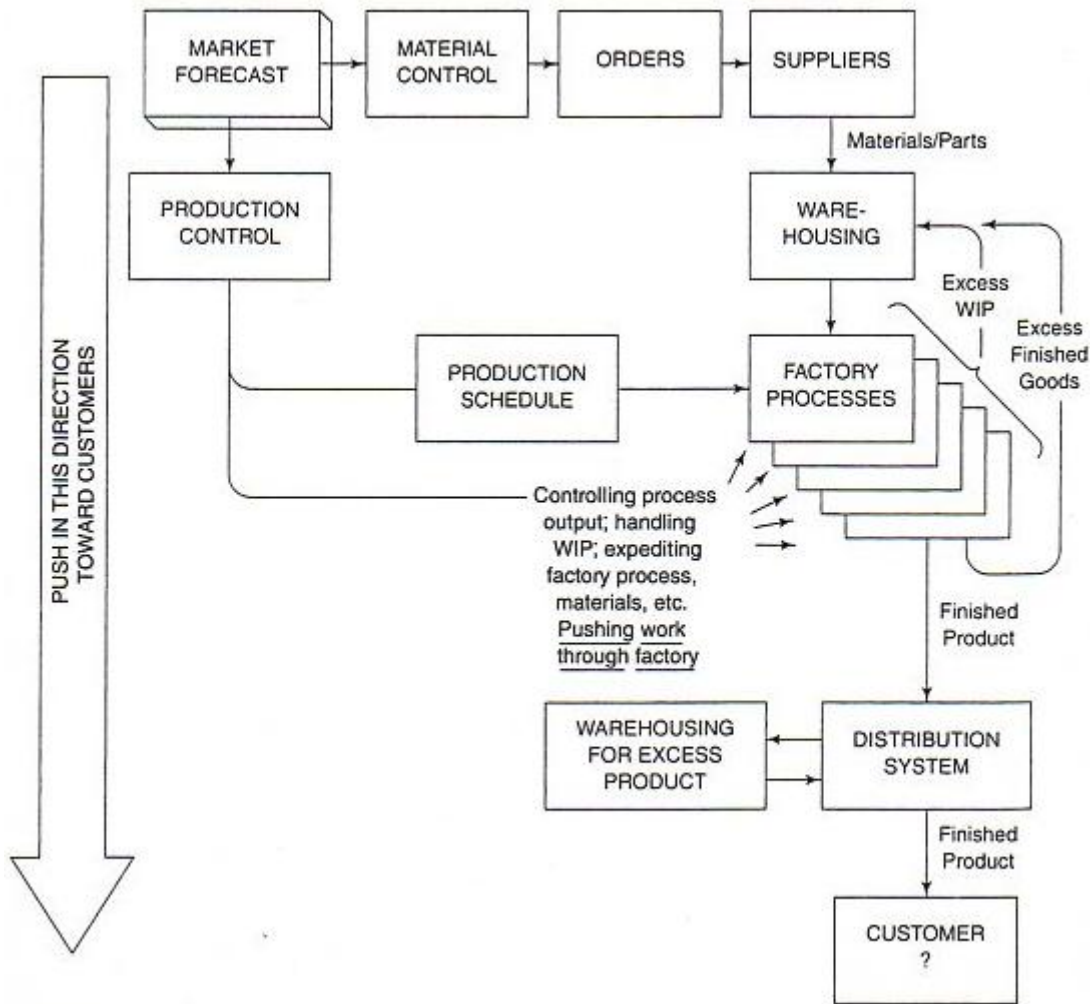 MARKET
FORECAST
MATERIAL
CONTROL
ORDERS
SUPPLIERS
Materials/Parts
PRODUCTION
CONTROL
WARE-
HOUSING
Excess
WIP
Excess
Finished
Goods
PRODUCTION
SCHEDULE
FACTORY
PROCESSES
PUSH IN THIS DIRECTION
TOWARD CUSTOMERS
Controlling process
output; handling
WIP; expediting
factory process,
materials, etc.
Pushing work
through factory
Finished
Product
WAREHOUSING
FOR EXCESS
PRODUCT
DISTRIBUTION
SYSTEM
Finished
Product
CUSTOMER
?